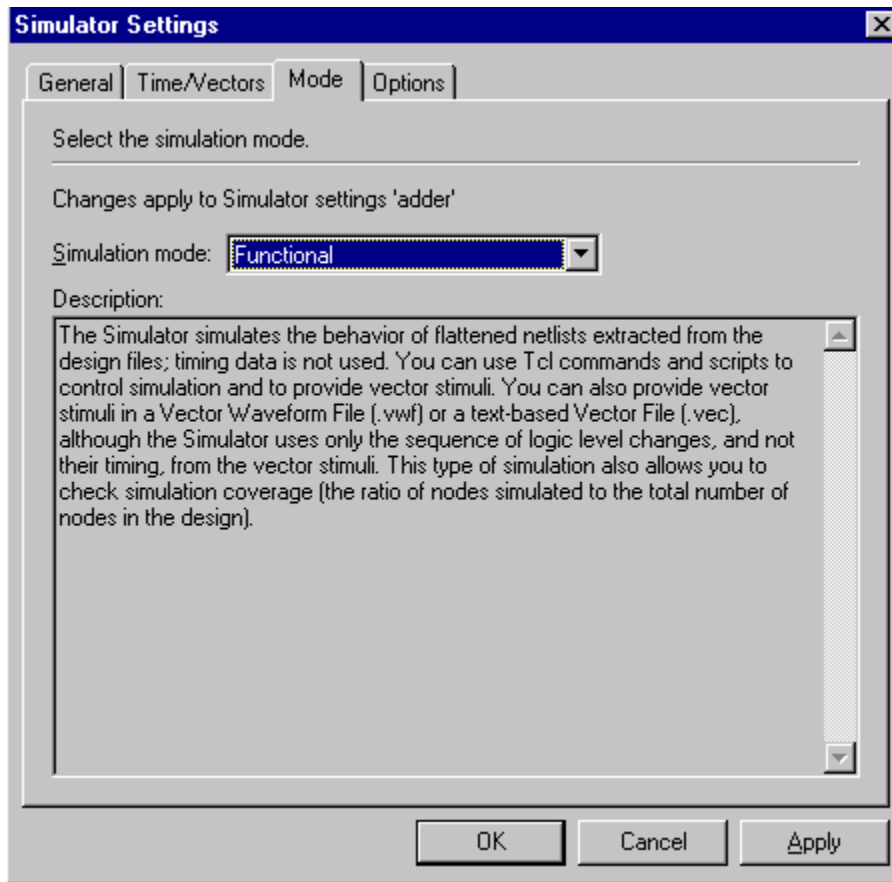 Simulator Settings
General Time/Vectors Mode Options
Select the simulation mode.
Changes apply to Simulator settings 'adder'
Simulation mode: Functional
Description:
The Simulator simulates the behavior of flattened netlists extracted from the
design files; timing data is not used. You can use Tcl commands and scripts to
control simulation and to provide vector stimuli. You can also provide vector
stimuli in a Vector Waveform File (.vwf) or a text-based Vector File (.vec),
although the Simulator uses only the sequence of logic level changes, and not
their timing, from the vector stimuli. This type of simulation also allows you to
check simulation coverage (the ratio of nodes simulated to the total number of
nodes in the design).
OK Cancel Apply